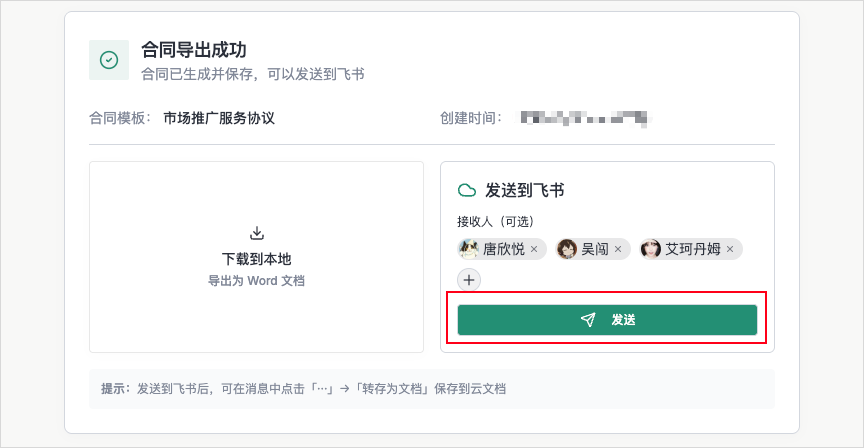 合同导出成功
合同已生成并保存，可以发送到飞书
合同模板： 市场推广服务协议
创建时间：
下载到本地
导出为 Word 文档
发送到飞书
接收人（可选）
唐欣悦 × 吴闯 × 艾珂丹姆 ×
+
发送
提示：发送到飞书后，可在消息中点击「···」→「转存为文档」保存到云文档